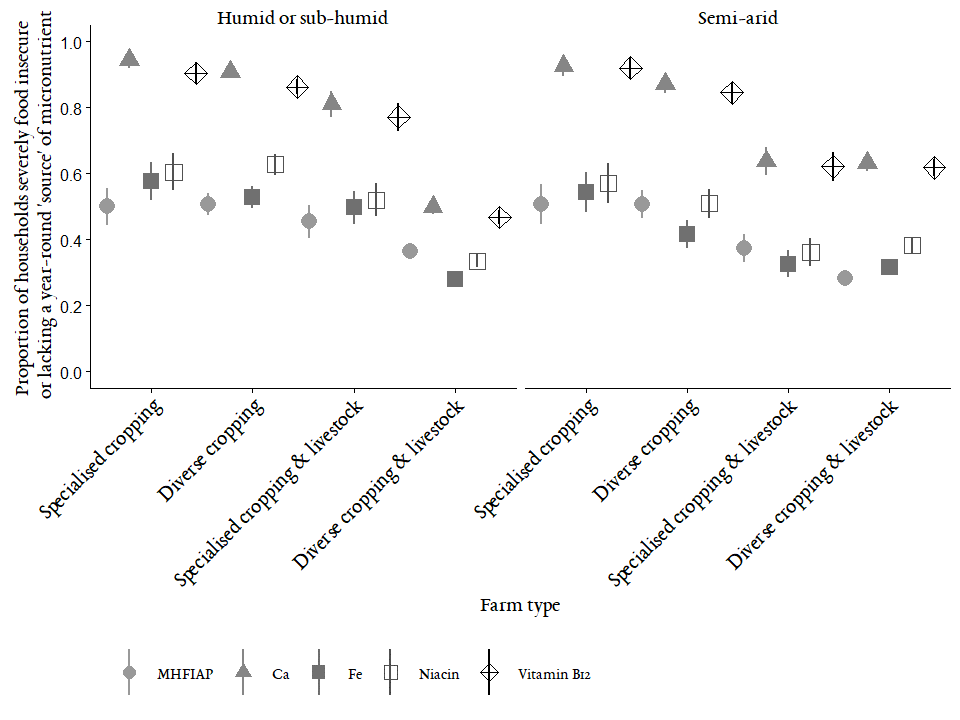 Humid or sub-humid
Semi-arid
Proportion of households severely food insecure
or lacking a year-round 'source' of micronutrient
1.0
0.8
0.6
0.4
0.2
0.0
Specialised cropping
Diverse cropping
Specialised cropping & livestock
Diverse cropping & livestock
Specialised cropping
Diverse cropping
Specialised cropping & livestock
Diverse cropping & livestock
Farm type
MHFIAP
Ca
Fe
Niacin
Vitamin B12